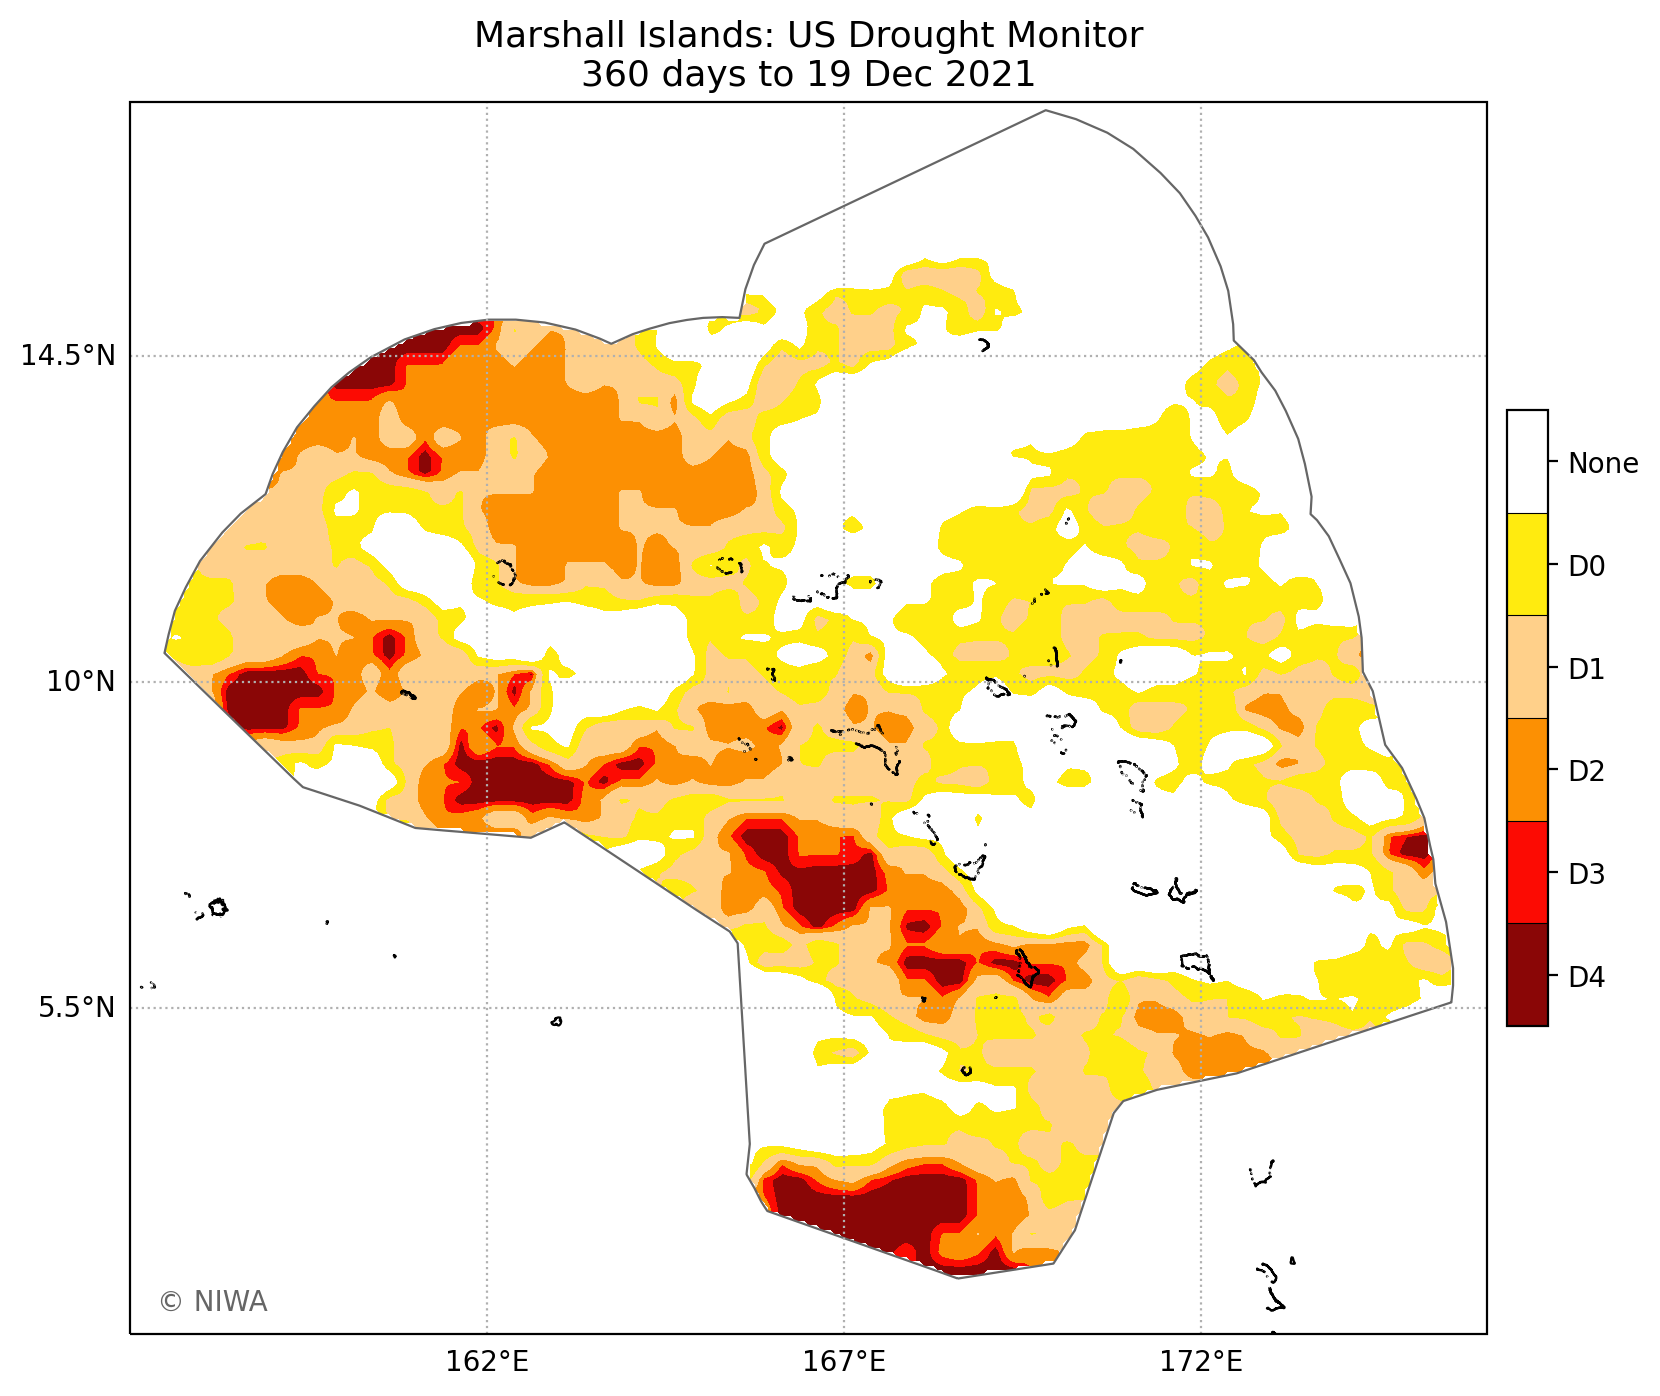 Marshall Islands: US Drought Monitor
360 days to 19 Dec 2021
14.5°N
10°N
5.5°N
162°E
167°E
172°E
None
D0
D1
D2
D3
D4
© NIWA